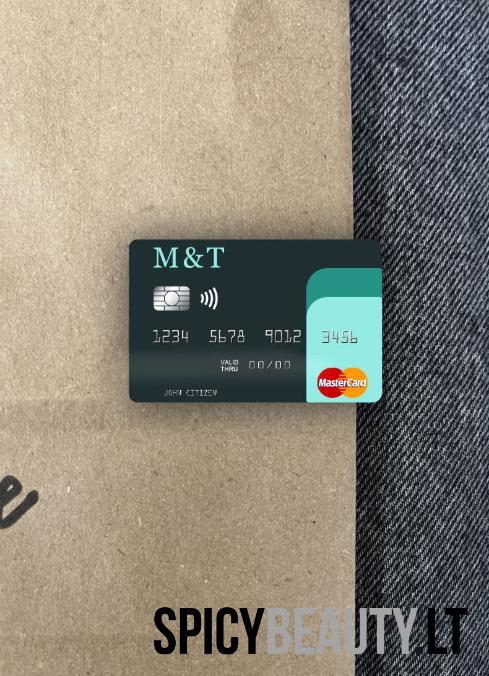 M&T
1234 5678 9012 3456
VALID
THRU 00/00
MasterCard
JOHN CITIZEN
SPICYBEAUTY LT